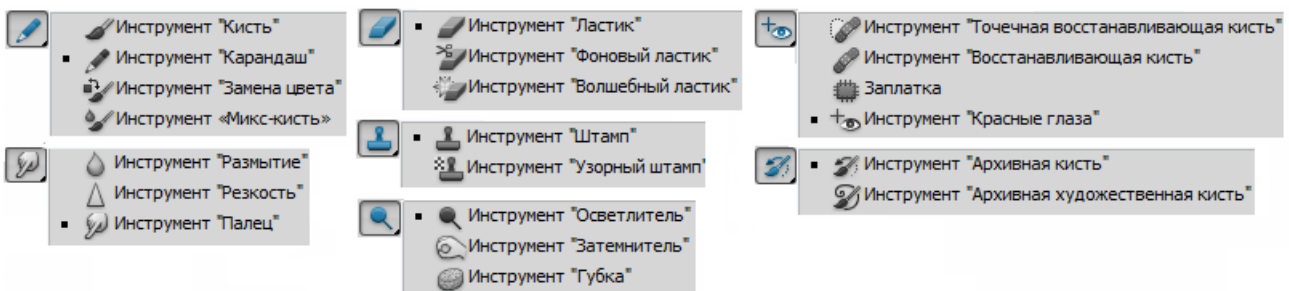 Инструмент "Кисть"
Инструмент "Карандаш"
Инструмент "Замена цвета"
Инструмент «Микс-кисть»
Инструмент "Размытие"
Инструмент "Резкость"
Инструмент "Палец"
Инструмент "Ластик"
Инструмент "Фоновый ластик"
Инструмент "Волшебный ластик"
Инструмент "Штамп"
Инструмент "Узорный штамп"
Инструмент "Осветлитель"
Инструмент "Затемнитель"
Инструмент "Губка"
Инструмент "Точечная восстанавливающая кисть"
Инструмент "Восстанавливающая кисть"
Заплатка
Инструмент "Красные глаза"
Инструмент "Архивная кисть"
Инструмент "Архивная художественная кисть"